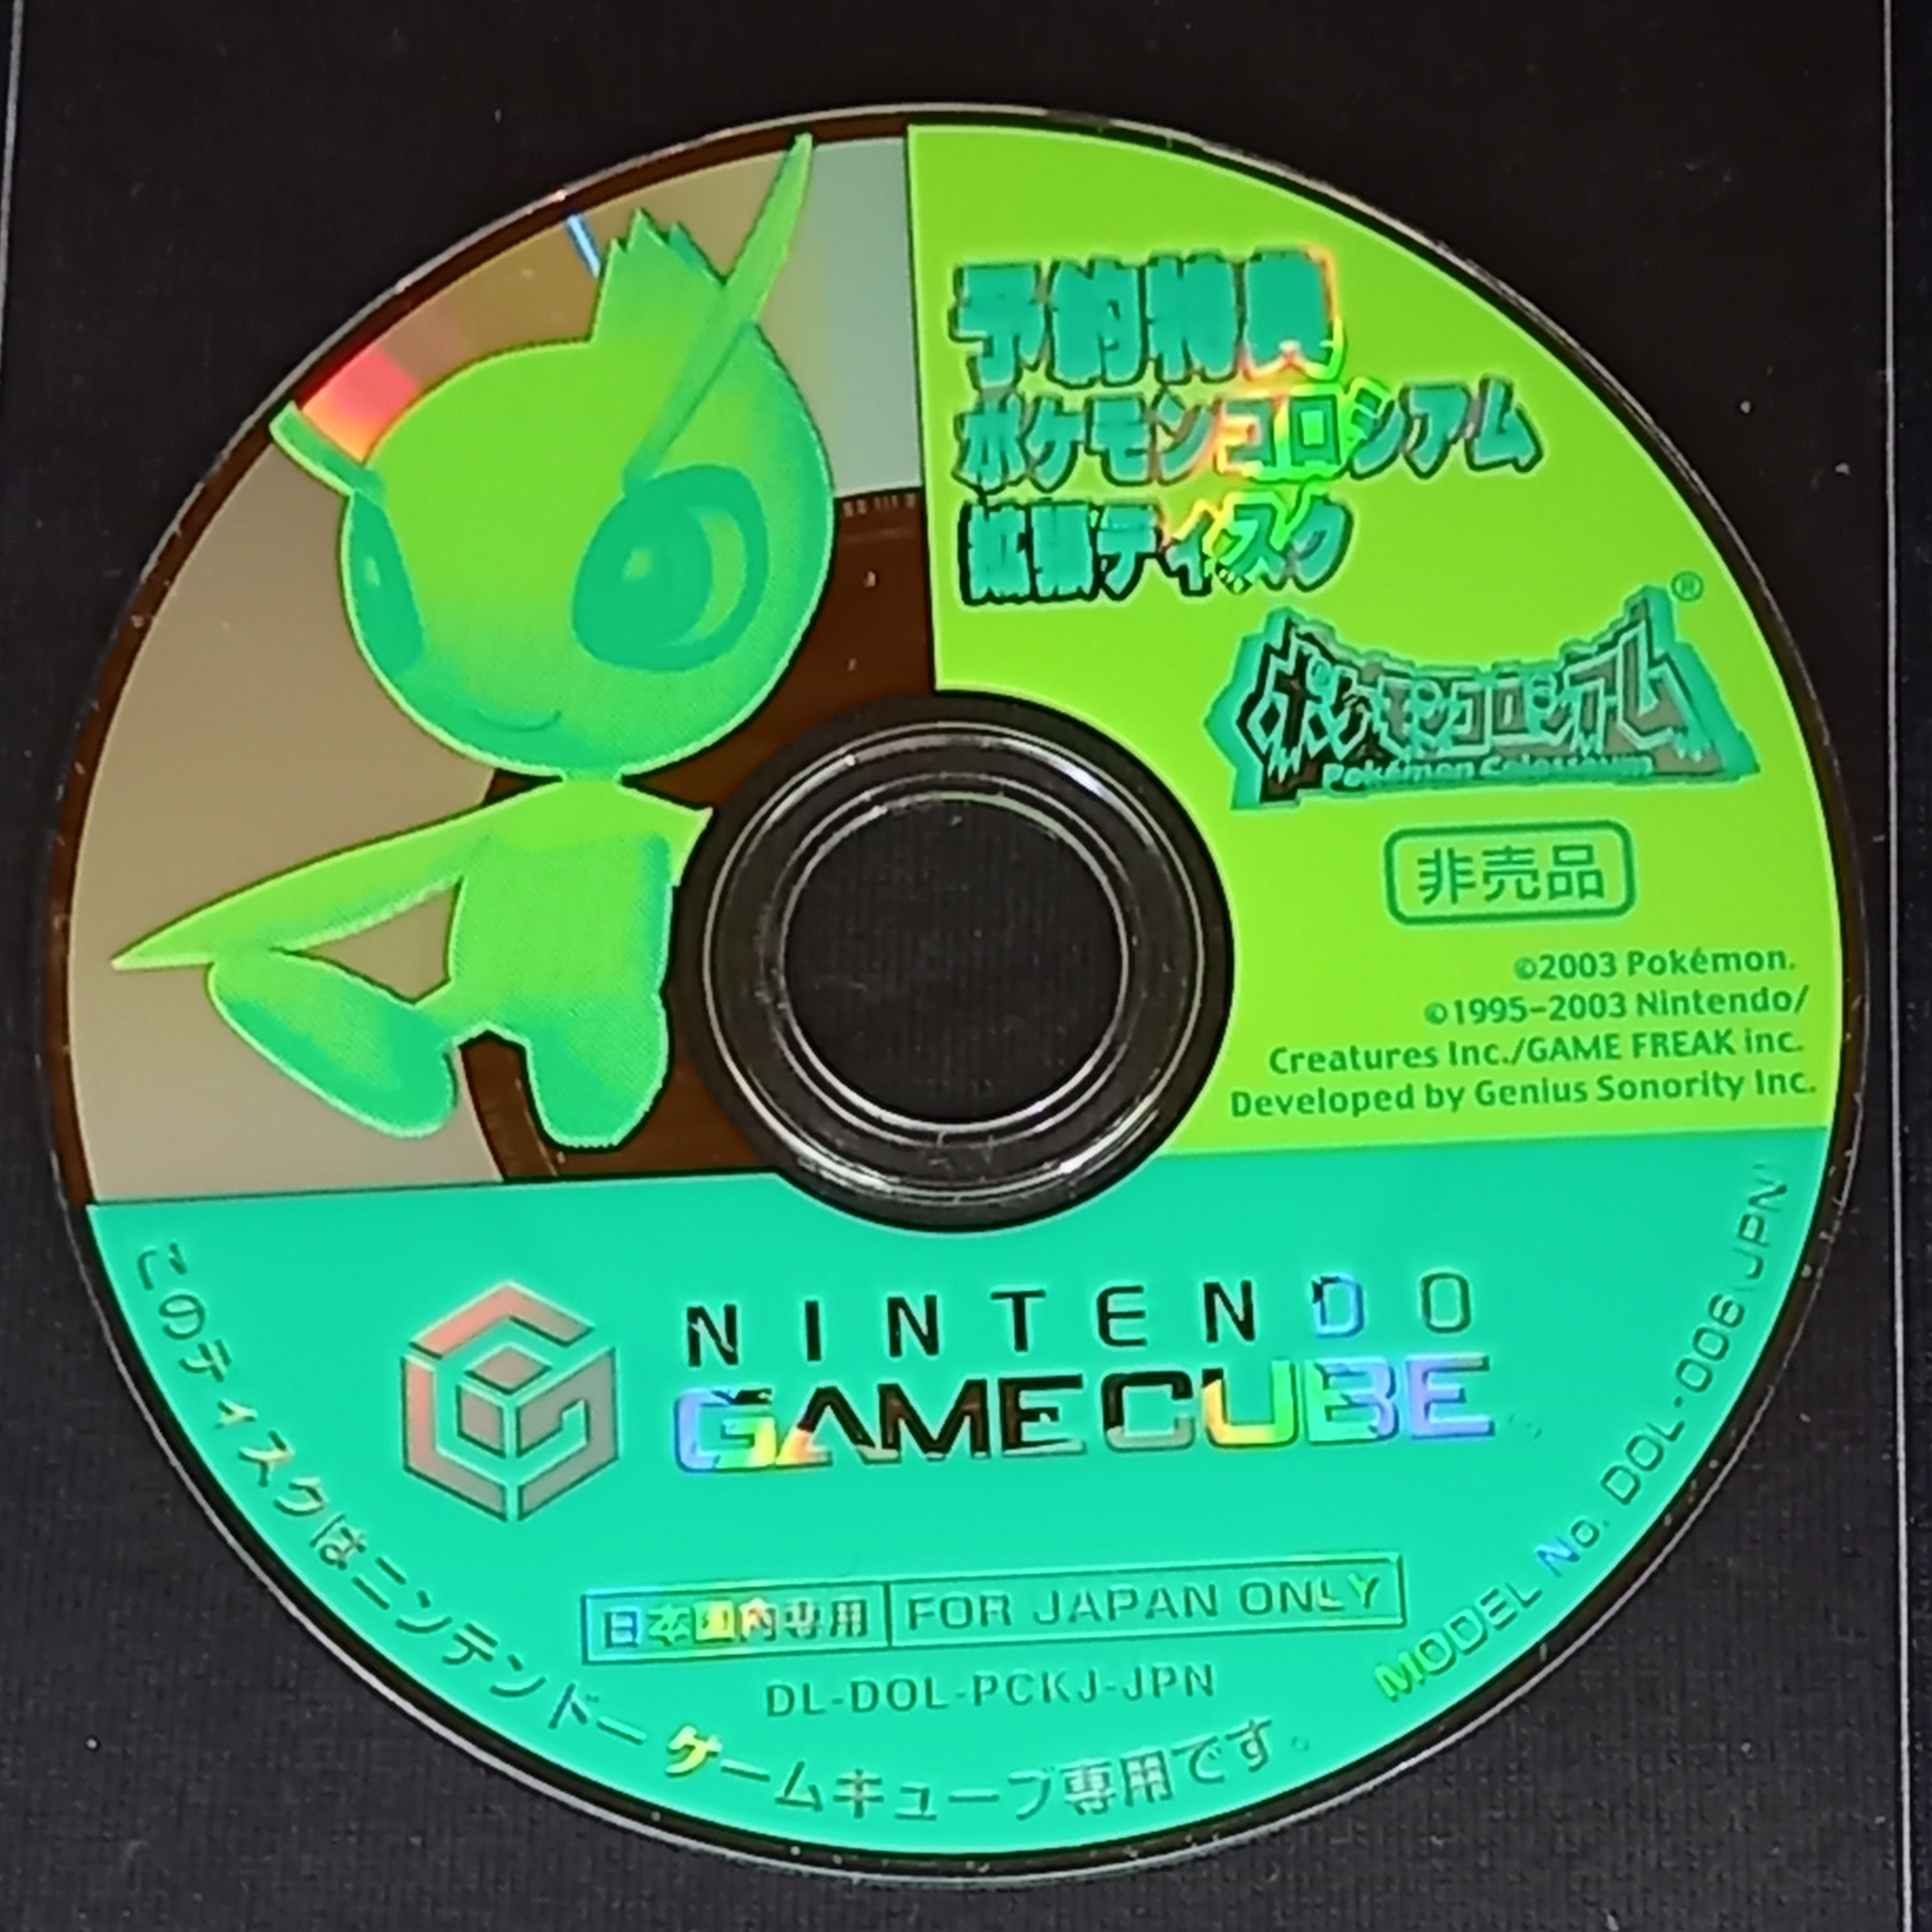 予約特典
ポケモンコロシアム
拡張ディスク
ポケモンコロシアム®
Pokémon Colosseum
非売品
©2003 Pokémon.
©1995–2003 Nintendo/
Creatures Inc./GAME FREAK inc.
Developed by Genius Sonority Inc.
NINTENDO
GAMECUBE
日本国内専用 FOR JAPAN ONLY
DL-DOL-PCKJ-JPN
このディスクはニンテンドーゲームキューブ専用です。
MODEL No. DOL-006(JPN)